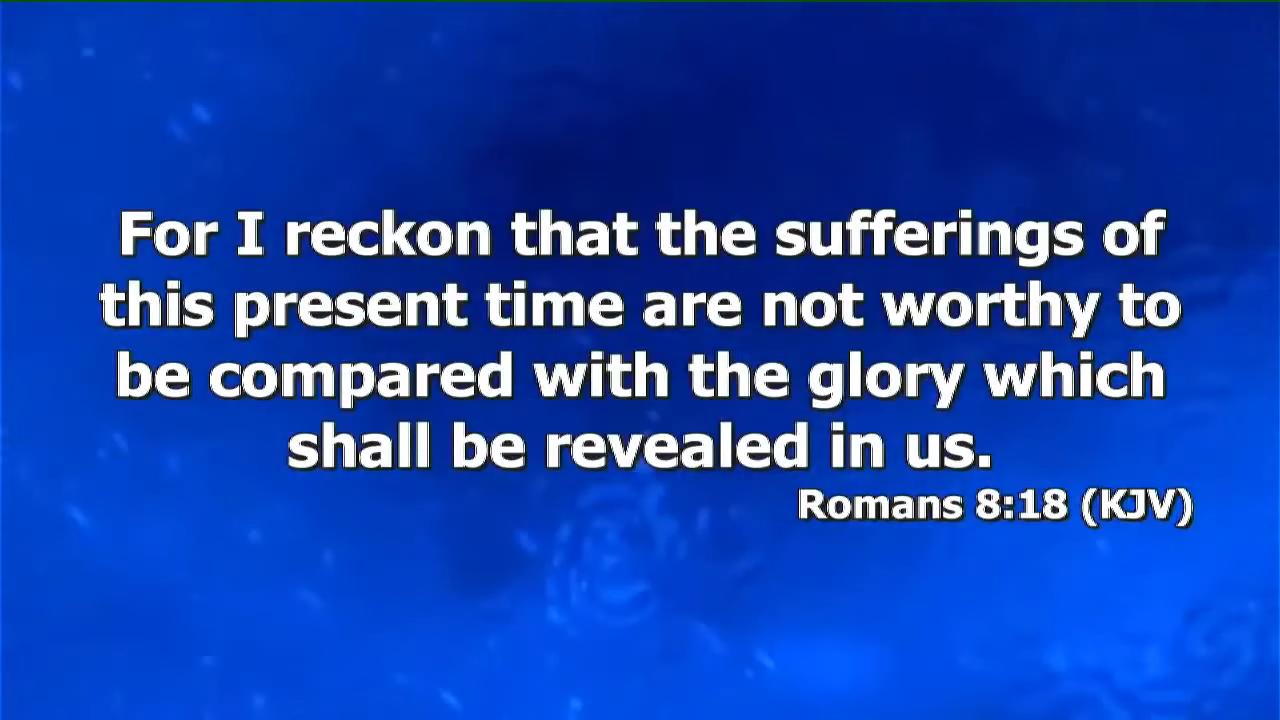 For I reckon that the sufferings of
this present time are not worthy to
be compared with the glory which
shall be revealed in us.
Romans 8:18 (KJV)